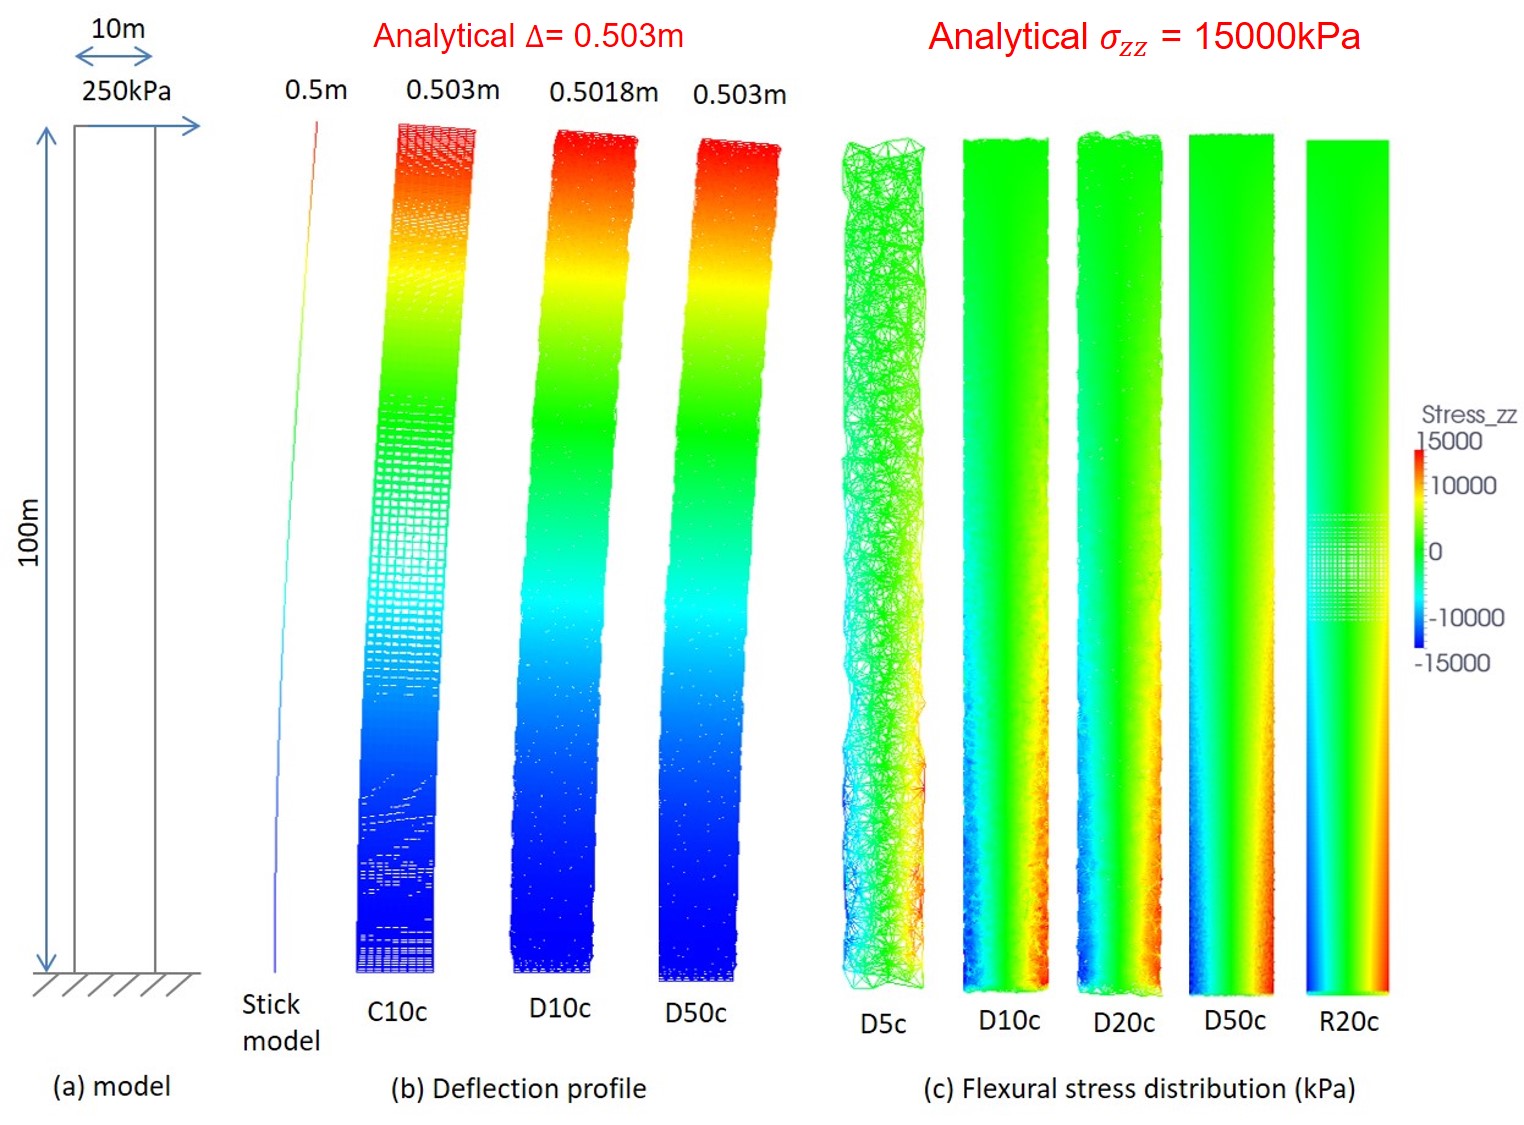 10m
250kPa
100m
(a) model
Analytical Δ= 0.503m
0.5m
0.503m
0.5018m
0.503m
Stick
model
C10c
D10c
D50c
(b) Deflection profile
Analytical σzz = 15000kPa
D5c
D10c
D20c
D50c
R20c
Stress_zz
15000
10000
0
-10000
-15000
(c) Flexural stress distribution (kPa)